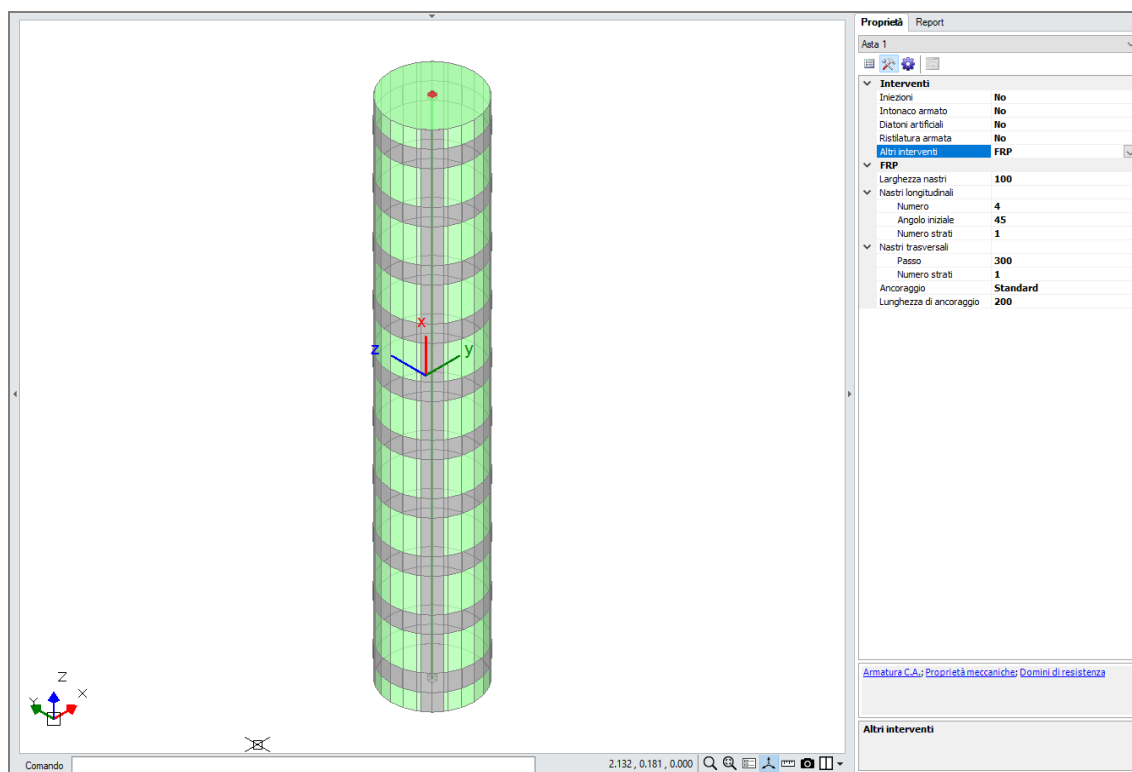 Proprietà Report
Asta 1
Interventi
Iniezioni No
Intonaco armato No
Diatoni artificiali No
Ristilatura armata No
Altri interventi FRP
FRP
Larghezza nastri 100
Nastri longitudinali
Numero 4
Angolo iniziale 45
Numero strati 1
Nastri trasversali
Passo 300
Numero strati 1
Ancoraggio Standard
Lunghezza di ancoraggio 200
x
z y
Z
Y X
Armatura C.A.; Proprietà meccaniche; Domini di resistenza
Altri interventi
Comando 2.132 , 0.181 , 0.000